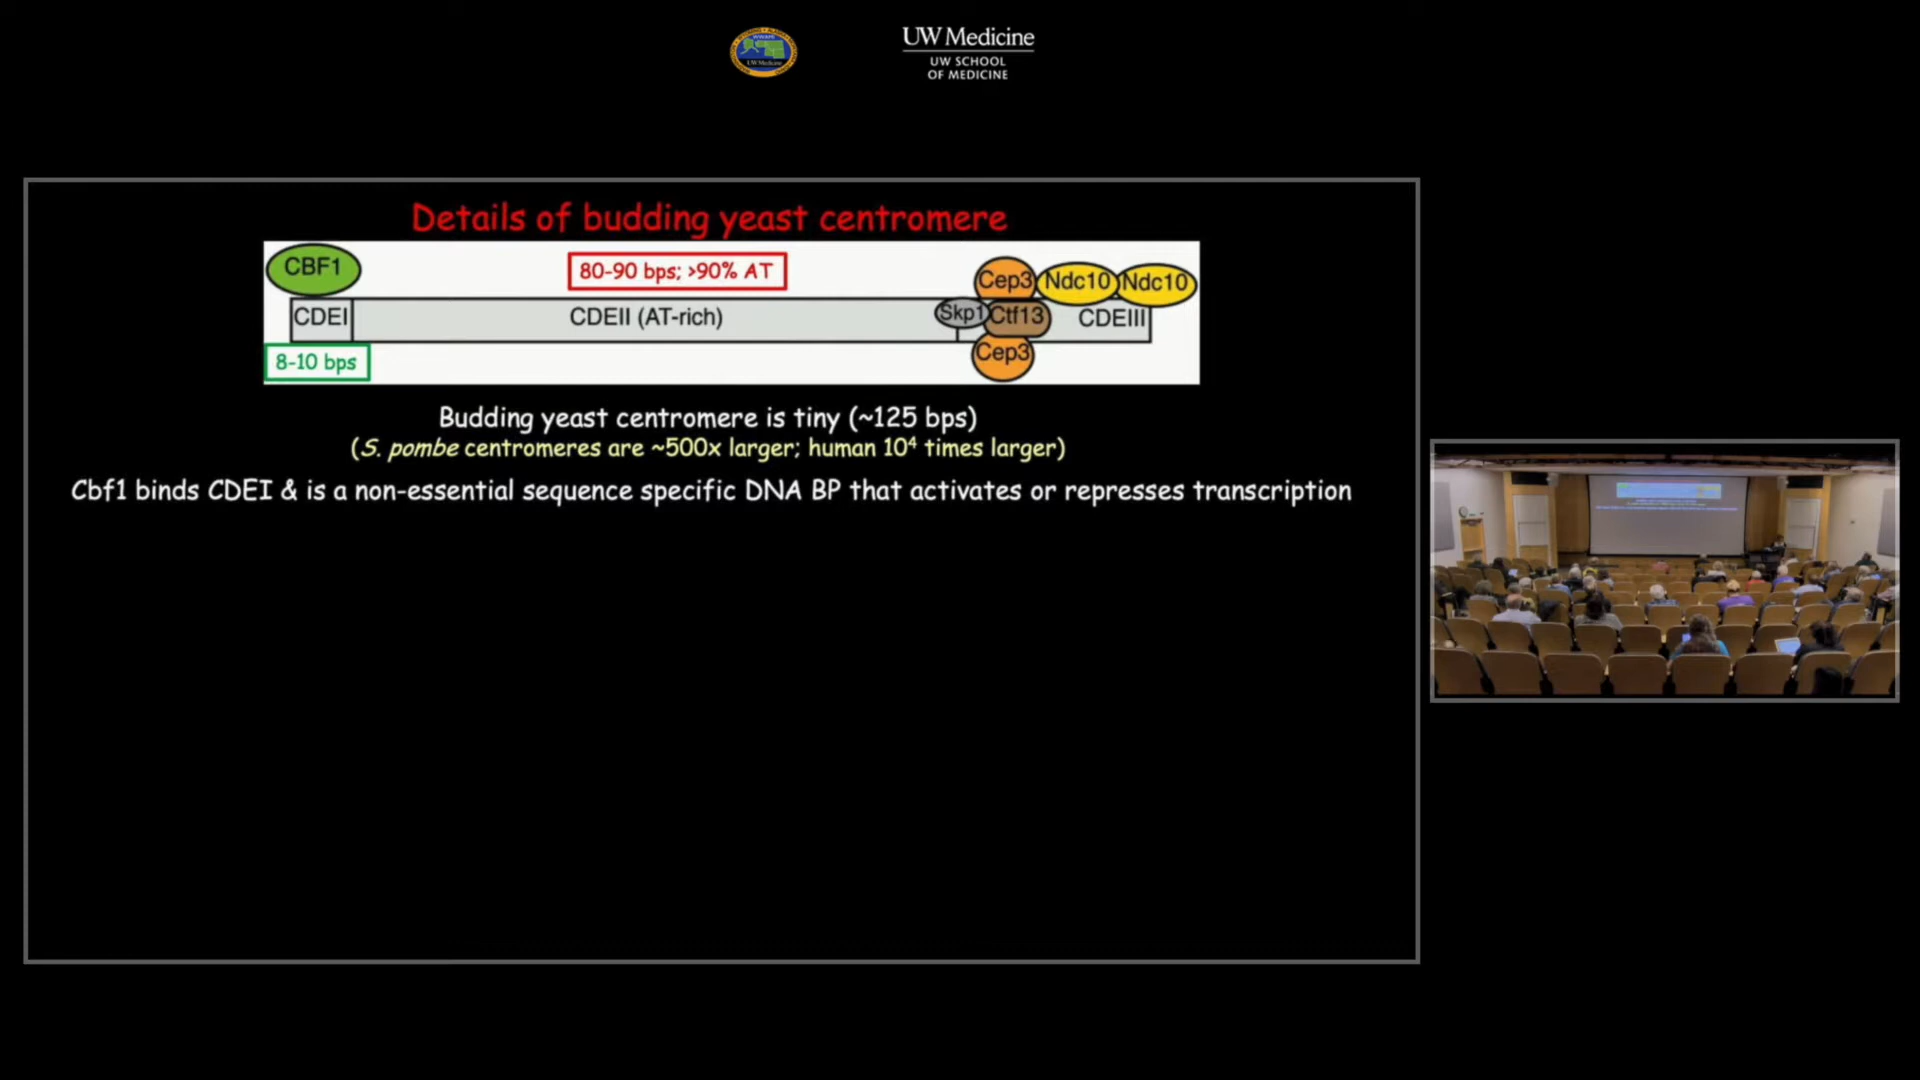 UW Medicine
UW SCHOOL
OF MEDICINE
Details of budding yeast centromere
CBF1
80-90 bps; >90% AT
Cep3
Ndc10
Ndc10
CDEI
CDEII (AT-rich)
Skp1
Ctf13
CDEIII
8-10 bps
Cep3
Budding yeast centromere is tiny (~125 bps)
(S. pombe centromeres are ~500x larger; human 10⁴ times larger)
Cbf1 binds CDEI & is a non-essential sequence specific DNA BP that activates or represses transcription